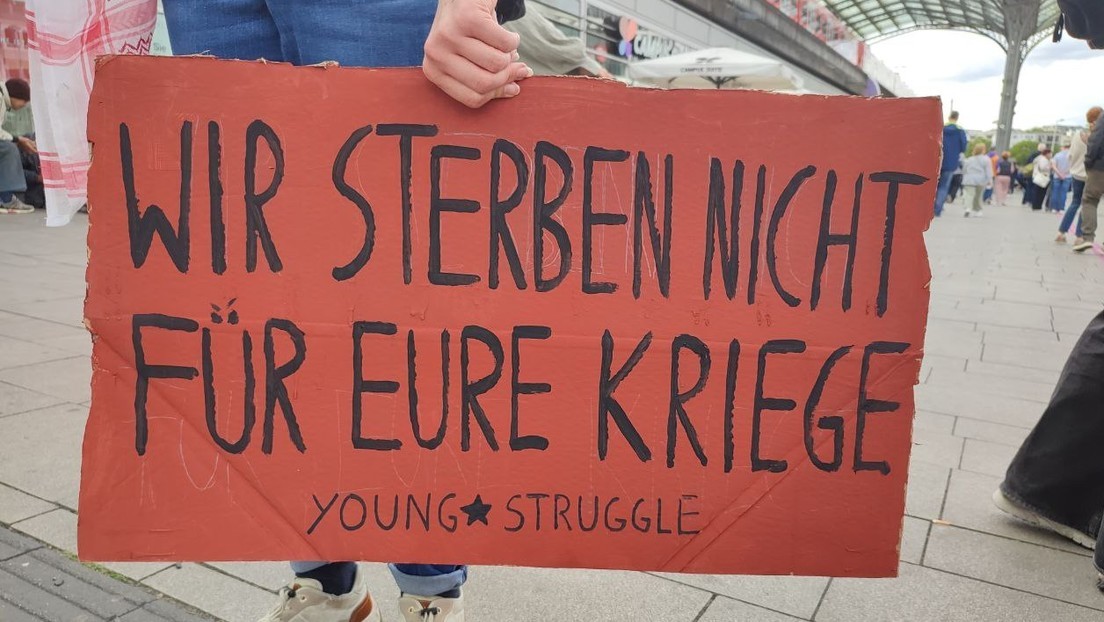 WIR STERBEN NICHT
FÜR EURE KRIEGE
YOUNG★STRUGGLE